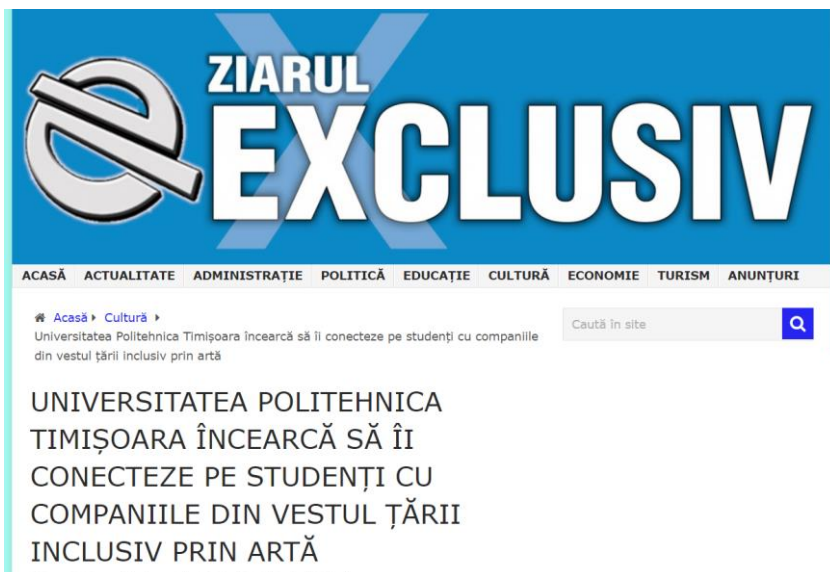 ZIARUL
EXCLUSIV
ACASĂ ACTUALITATE ADMINISTRAȚIE POLITICĂ EDUCAȚIE CULTURĂ ECONOMIE TURISM ANUNȚURI
Acasă Cultură
Universitatea Politehnica Timișoara încearcă să îi conecteze pe studenți cu companiile
din vestul țării inclusiv prin artă
Caută în site
UNIVERSITATEA POLITEHNICA
TIMIȘOARA ÎNCEARCĂ SĂ ÎI
CONECTEZE PE STUDENȚI CU
COMPANIILE DIN VESTUL ȚĂRII
INCLUSIV PRIN ARTĂ